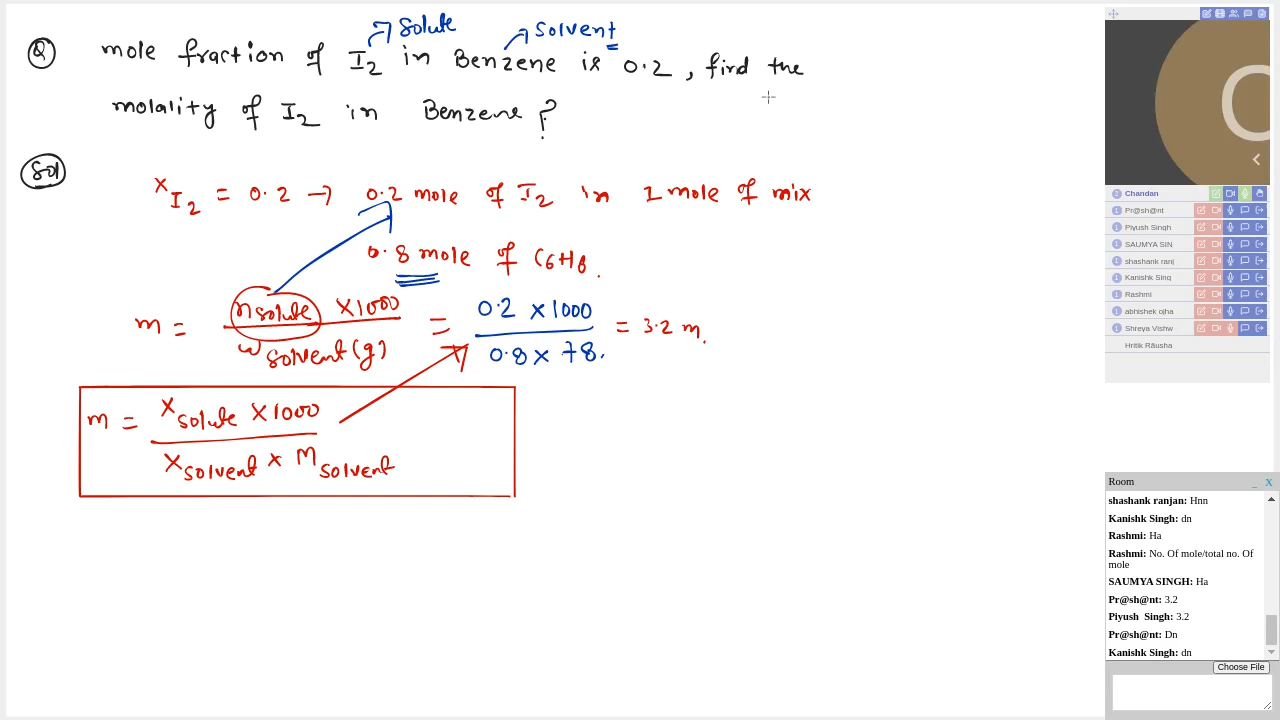 Solute
Solvent
Q mole fraction of I2 in Benzene is 0.2, find the
molality of I2 in Benzene?
Sol
xI2 = 0.2 → 0.2 mole of I2 in 1 mole of mix
0.8 mole of C6H6.
m = nsolute × 1000 / wsolvent(g) = 0.2 × 1000 / 0.8 × 78. = 3.2 m.
m = xsolute × 1000 / xsolvent × Msolvent
C
Chandan
Pr@sh@nt
Piyush Singh
SAUMYA SIN
shashank ranj
Kanishk Sing
Rashmi
abhishek ojha
Shreya Vishw
Hritik Räusha
Room _ X
shashank ranjan: Hnn
Kanishk Singh: dn
Rashmi: Ha
Rashmi: No. Of mole/total no. Of
mole
SAUMYA SINGH: Ha
Pr@sh@nt: 3.2
Piyush Singh: 3.2
Pr@sh@nt: Dn
Kanishk Singh: dn
Choose File